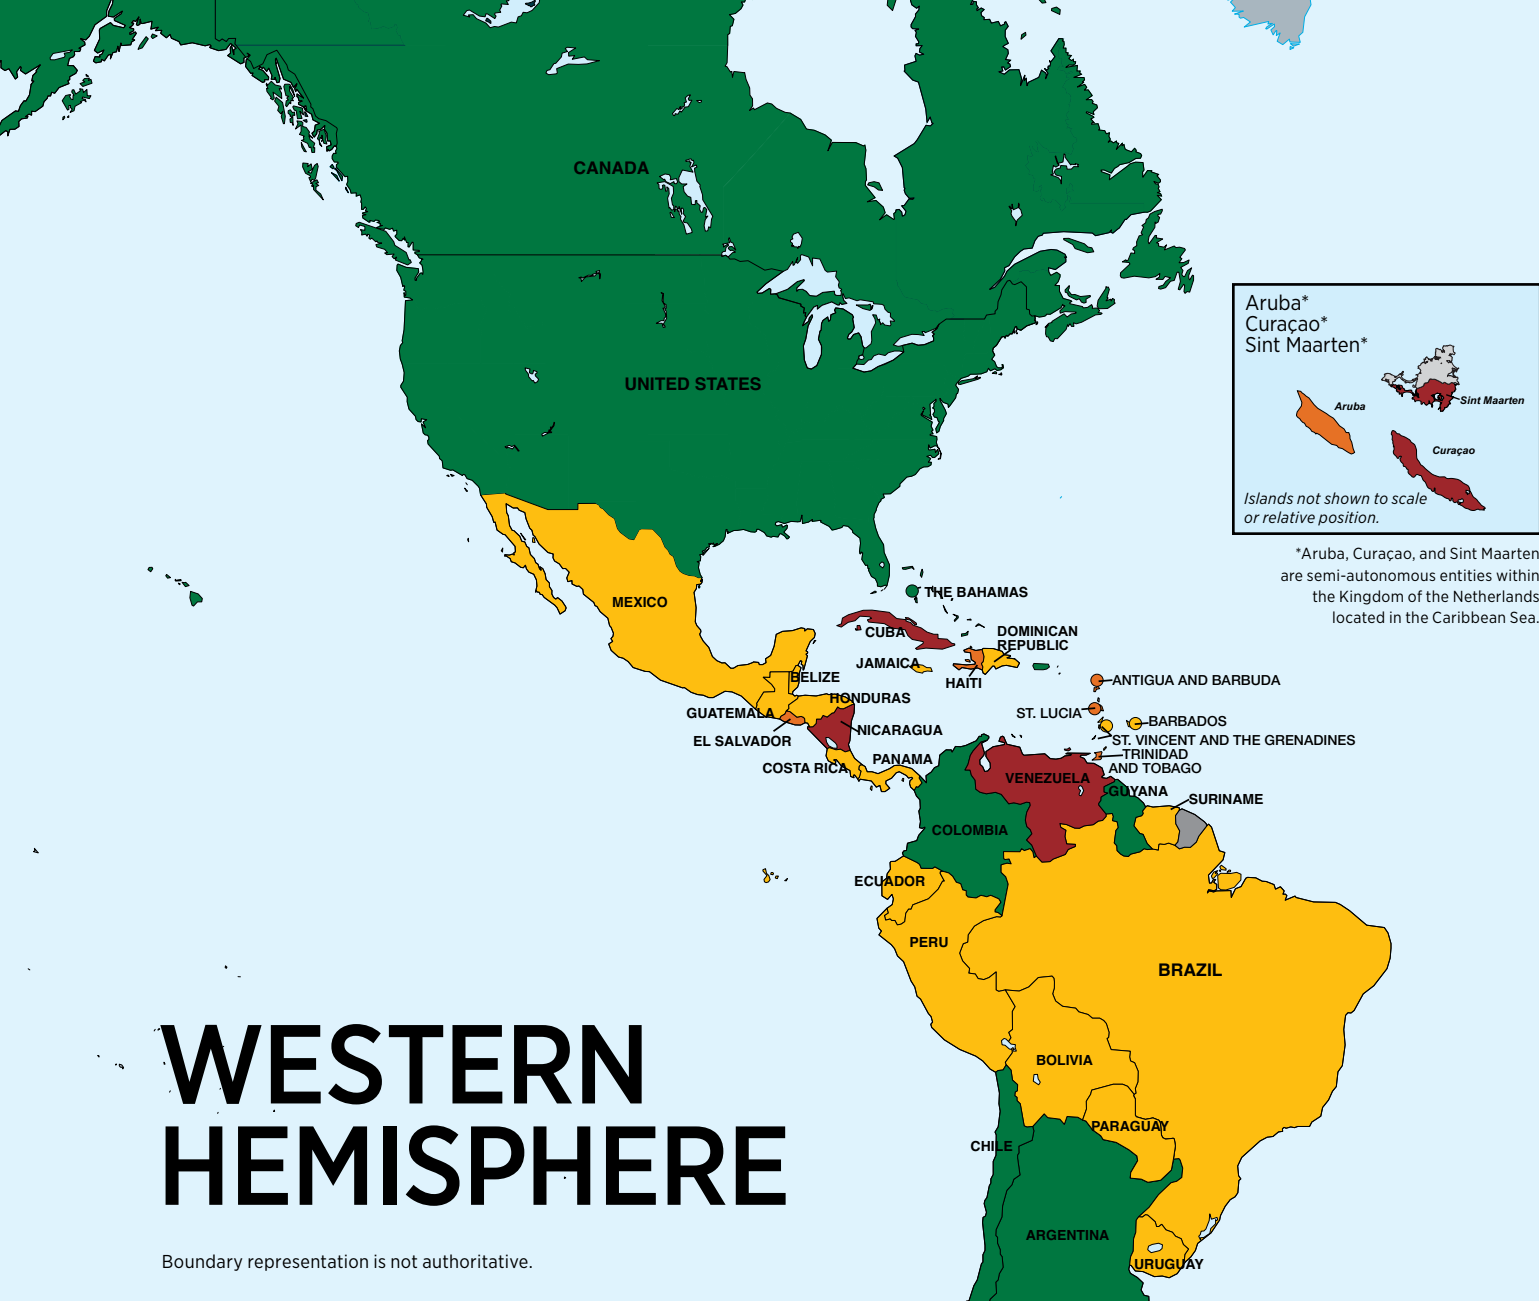 CANADA
UNITED STATES
Aruba*
Curaçao*
Sint Maarten*
Aruba
Sint Maarten
Curaçao
Islands not shown to scale
or relative position.
*Aruba, Curaçao, and Sint Maarten
are semi-autonomous entities within
the Kingdom of the Netherlands
located in the Caribbean Sea.
MEXICO
THE BAHAMAS
CUBA
DOMINICAN
REPUBLIC
JAMAICA
HAITI
BELIZE
ANTIGUA AND BARBUDA
HONDURAS
GUATEMALA
ST. LUCIA
BARBADOS
NICARAGUA
EL SALVADOR
ST. VINCENT AND THE GRENADINES
TRINIDAD
AND TOBAGO
COSTA RICA
PANAMA
VENEZUELA
GUYANA
SURINAME
COLOMBIA
ECUADOR
PERU
BRAZIL
BOLIVIA
PARAGUAY
CHILE
ARGENTINA
URUGUAY
WESTERN
HEMISPHERE
Boundary representation is not authoritative.